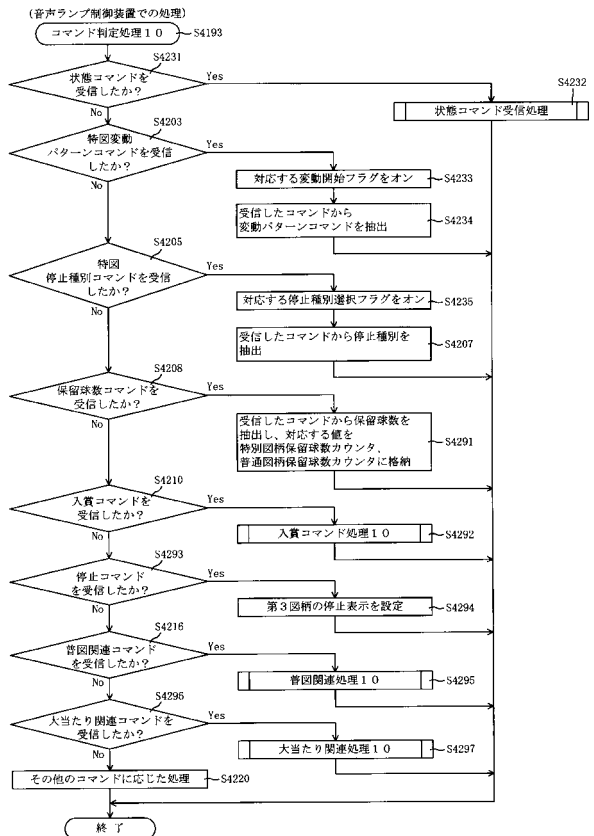 (音声ランプ制御装置での処理)
コマンド判定処理１０
S4193
S4231
状態コマンドを
受信したか？
Yes
No
S4232
状態コマンド受信処理
S4203
特図変動
パターンコマンドを受信
したか？
Yes
No
対応する変動開始フラグをオン
S4233
受信したコマンドから
変動パターンコマンドを抽出
S4234
S4205
特図
停止種別コマンドを受信
したか？
Yes
No
対応する停止種別選択フラグをオン
S4235
受信したコマンドから停止種別を
抽出
S4207
S4208
保留球数コマンドを
受信したか？
Yes
No
受信したコマンドから保留球数を
抽出し、対応する値を
特別図柄保留球数カウンタ、
普通図柄保留球数カウンタに格納
S4291
S4210
入賞コマンドを
受信したか？
Yes
No
入賞コマンド処理１０
S4292
S4293
停止コマンド
を受信したか？
Yes
No
第３図柄の停止表示を設定
S4294
S4216
普図関連コマンド
を受信したか？
Yes
No
普図関連処理１０
S4295
S4296
大当たり関連コマンドを
受信したか？
Yes
No
大当たり関連処理１０
S4297
その他のコマンドに応じた処理
S4220
終 了